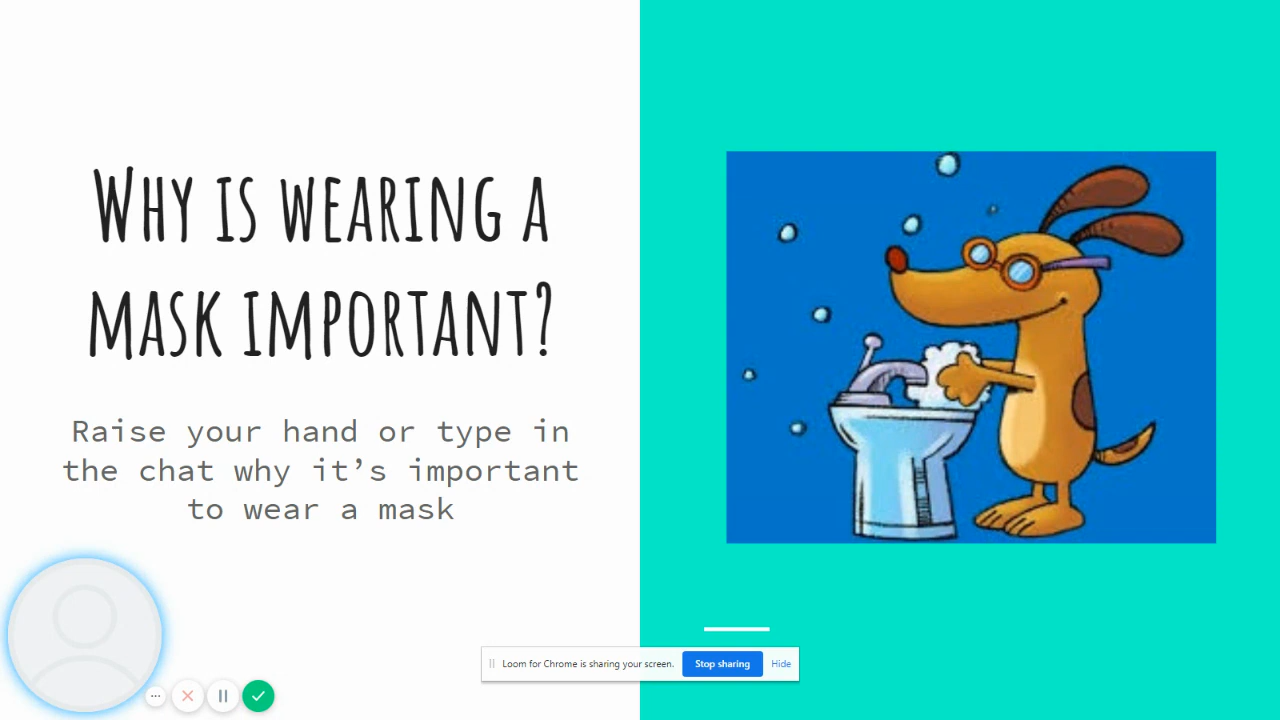 Why is wearing a
mask important?
Raise your hand or type in
the chat why it's important
to wear a mask
Loom for Chrome is sharing your screen. Stop sharing Hide